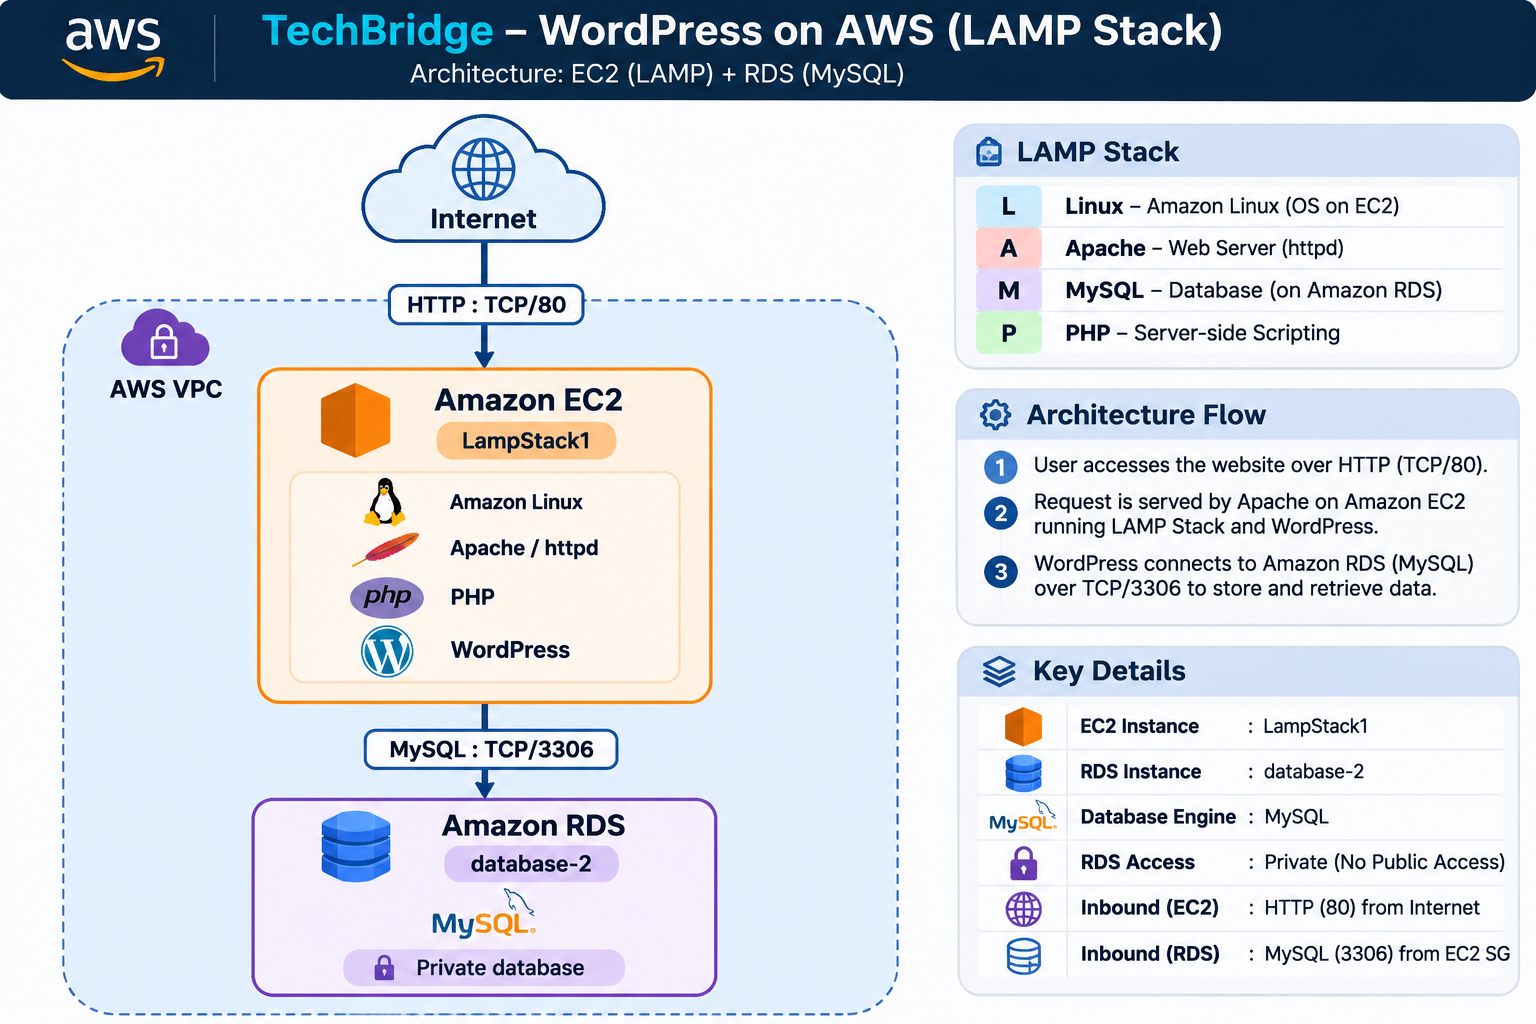 aws
TechBridge – WordPress on AWS (LAMP Stack)
Architecture: EC2 (LAMP) + RDS (MySQL)
Internet
HTTP : TCP/80
AWS VPC
Amazon EC2
LampStack1
Amazon Linux
Apache / httpd
php PHP
WordPress
MySQL : TCP/3306
Amazon RDS
database-2
MySQL®
Private database
LAMP Stack
L Linux – Amazon Linux (OS on EC2)
A Apache – Web Server (httpd)
M MySQL – Database (on Amazon RDS)
P PHP – Server-side Scripting
Architecture Flow
1 User accesses the website over HTTP (TCP/80).
2 Request is served by Apache on Amazon EC2
running LAMP Stack and WordPress.
3 WordPress connects to Amazon RDS (MySQL)
over TCP/3306 to store and retrieve data.
Key Details
EC2 Instance : LampStack1
RDS Instance : database-2
MySQL® Database Engine : MySQL
RDS Access : Private (No Public Access)
Inbound (EC2) : HTTP (80) from Internet
Inbound (RDS) : MySQL (3306) from EC2 SG